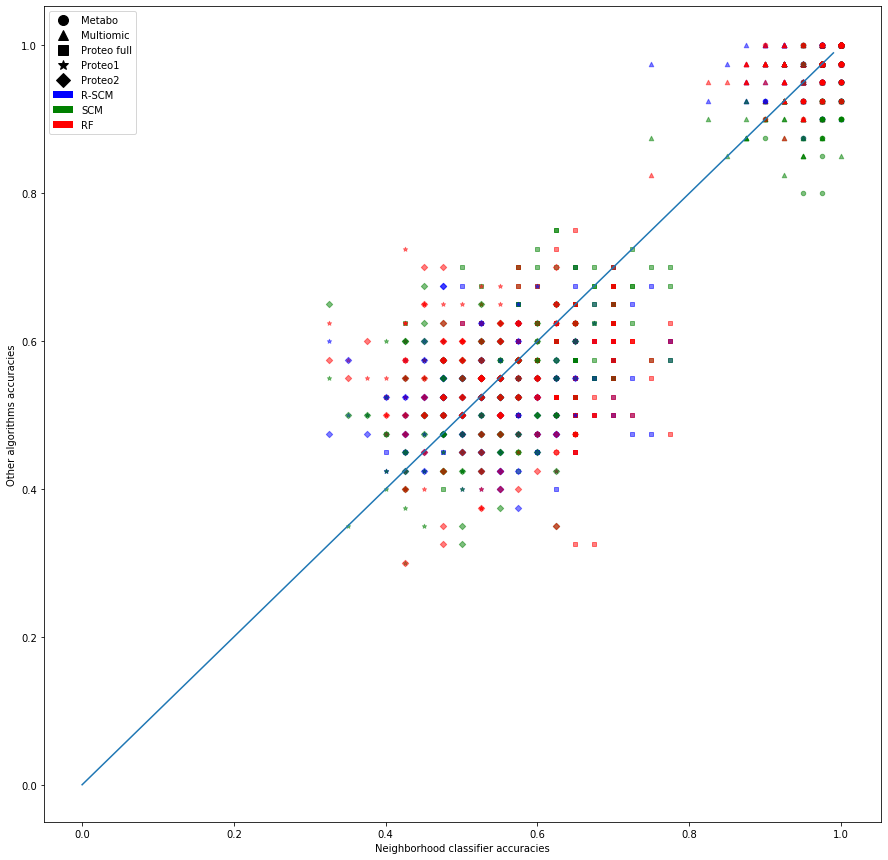 Metabo
Multiomic
Proteo full
Proteo1
Proteo2
R-SCM
SCM
RF
1.0
0.8
0.6
0.4
0.2
0.0
Other algorithms accuracies
0.0 0.2 0.4 0.6 0.8 1.0
Neighborhood classifier accuracies